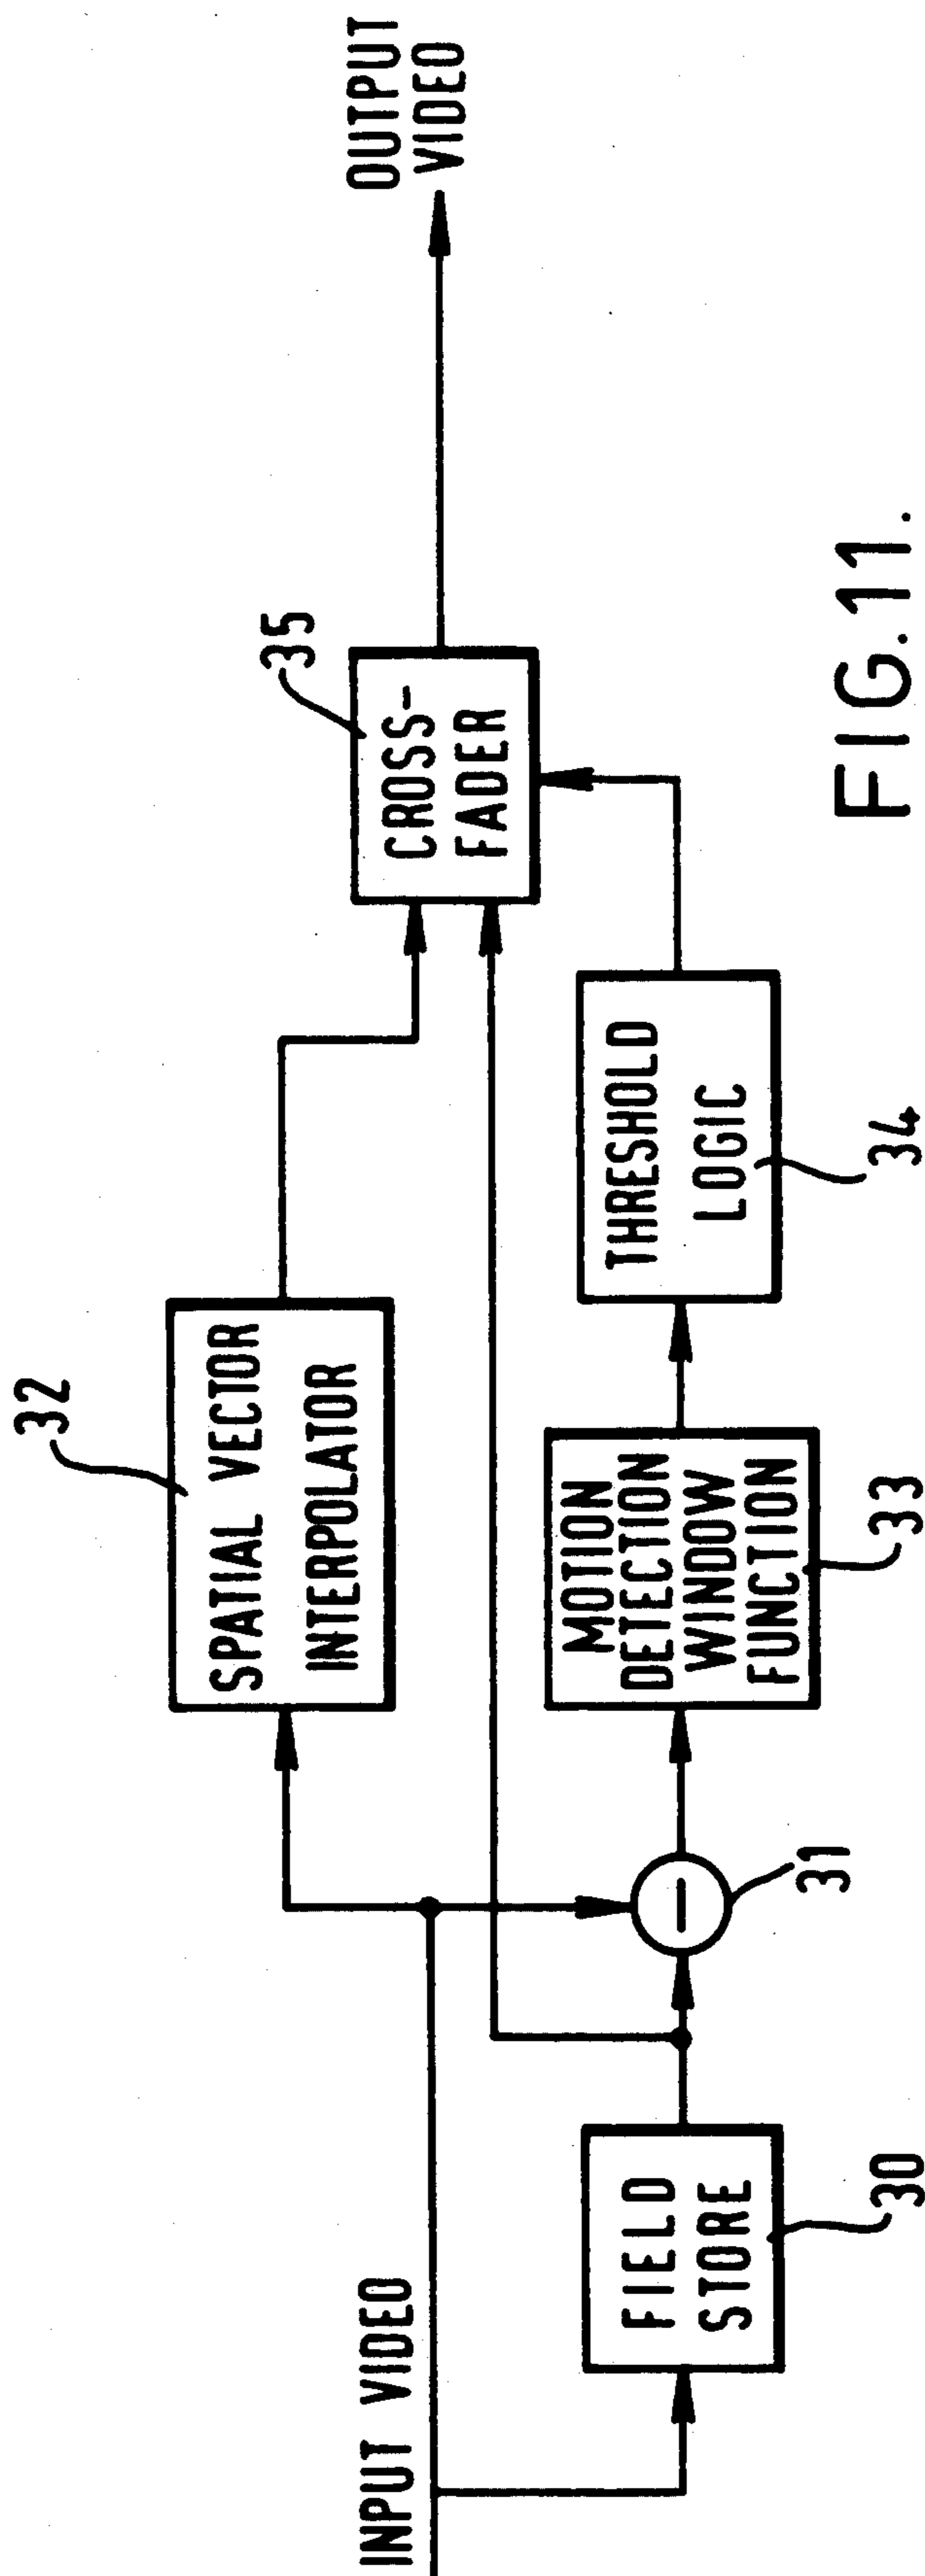 INPUT VIDEO
FIELD
STORE
30
31
32
SPATIAL VECTOR
INTERPOLATOR
MOTION
DETECTION
WINDOW
FUNCTION
33
THRESHOLD
LOGIC
34
35
CROSS-
FADER
OUTPUT
VIDEO
FIG.11.